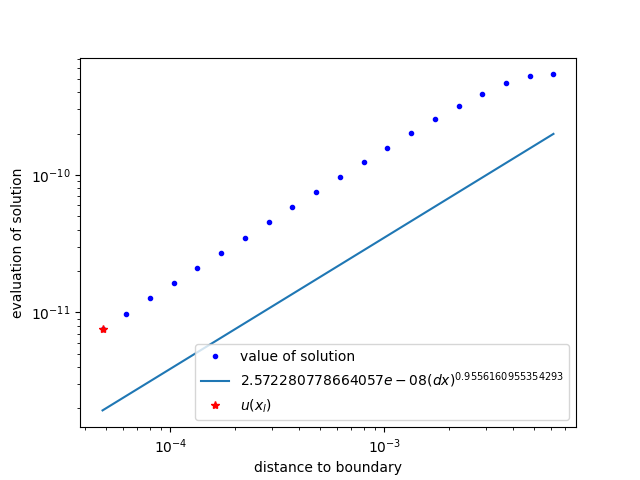 evaluation of solution
10⁻¹⁰
10⁻¹¹
value of solution
2.572280778664057e − 08(dx)^0.9556160955354293
u(x_l)
10⁻⁴
10⁻³
distance to boundary